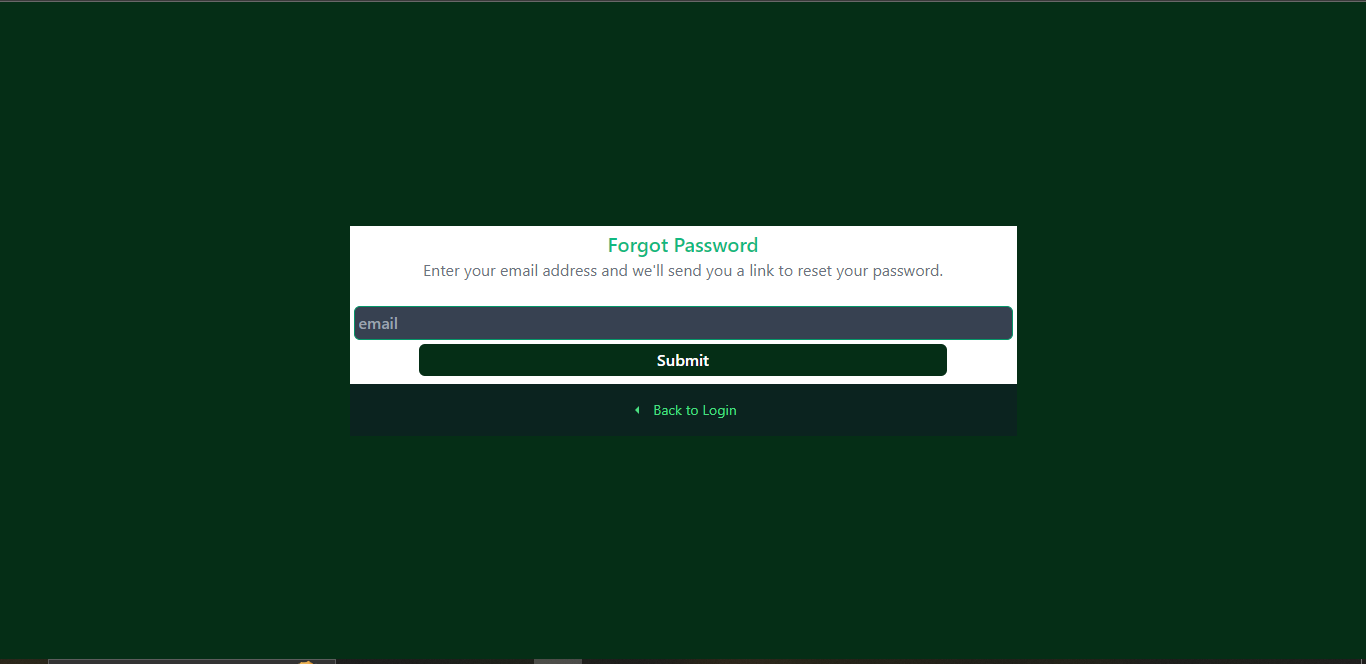 Forgot Password
Enter your email address and we'll send you a link to reset your password.
email
Submit
Back to Login